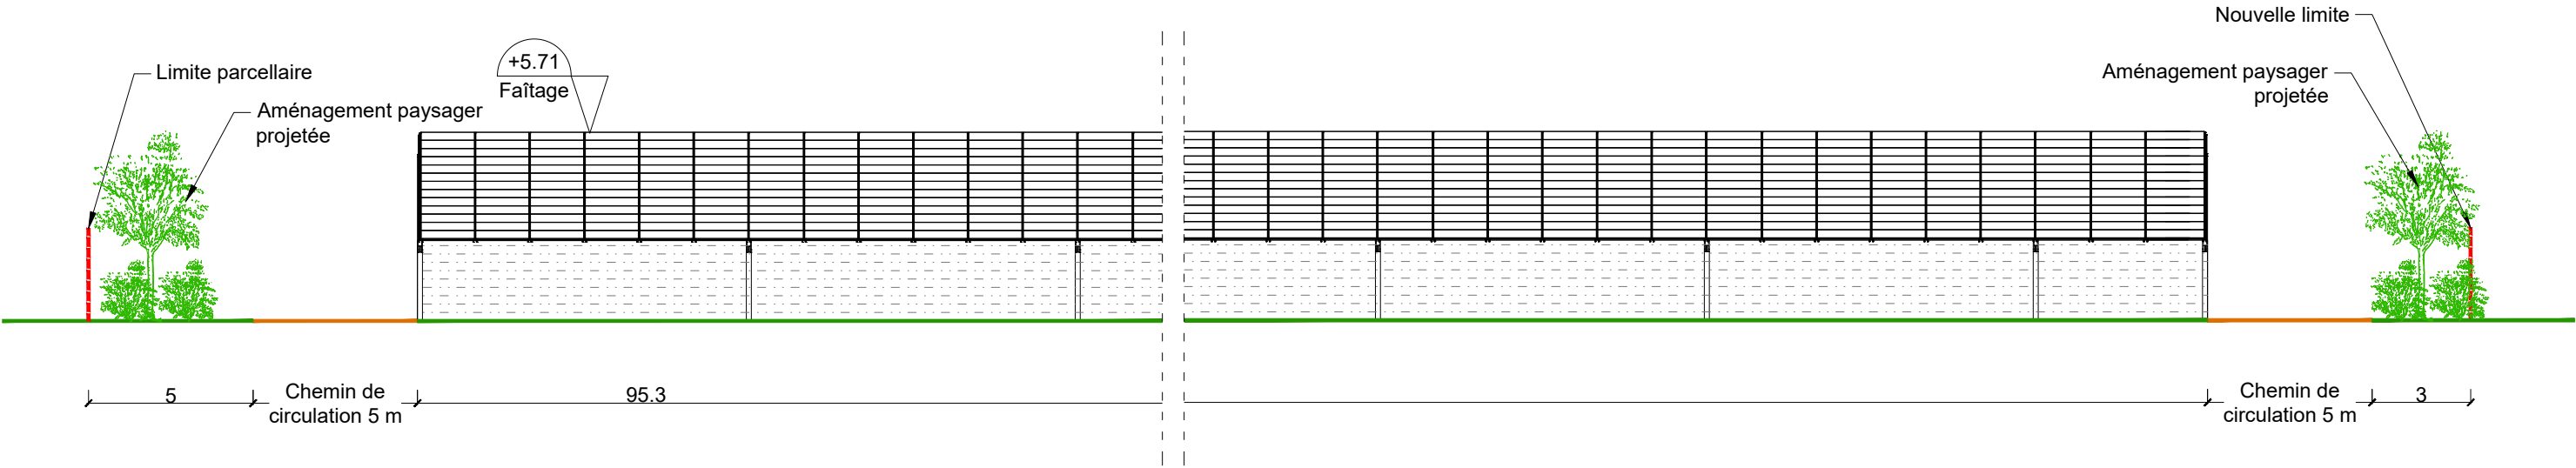 Limite parcellaire
Aménagement paysager
projetée
+5.71
Faîtage
Nouvelle limite
Aménagement paysager
projetée
5
Chemin de
circulation 5 m
95.3
Chemin de
circulation 5 m
3